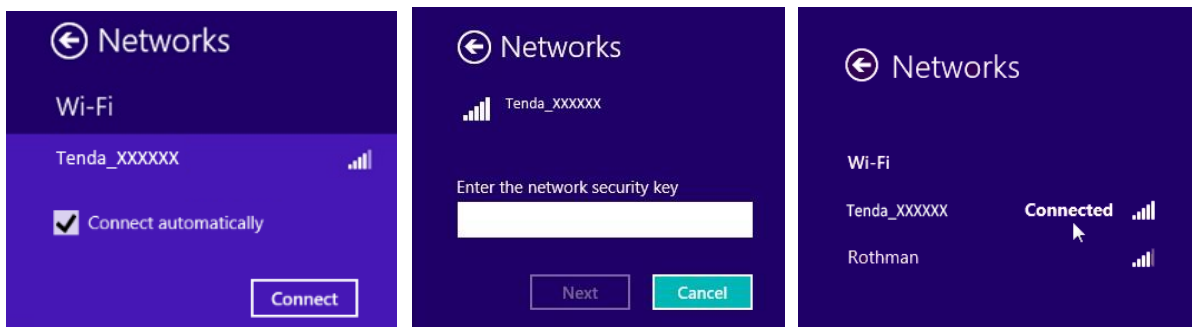 Networks
Wi-Fi
Tenda_XXXXXX
Connect automatically
Connect
Networks
Tenda_XXXXXX
Enter the network security key
Next
Cancel
Networks
Wi-Fi
Tenda_XXXXXX Connected
Rothman